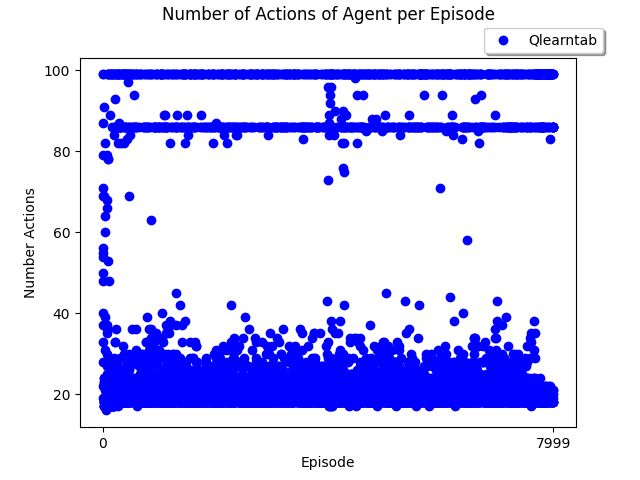 Number of Actions of Agent per Episode
Qlearntab
100
80
60
40
20
Number Actions
0
7999
Episode